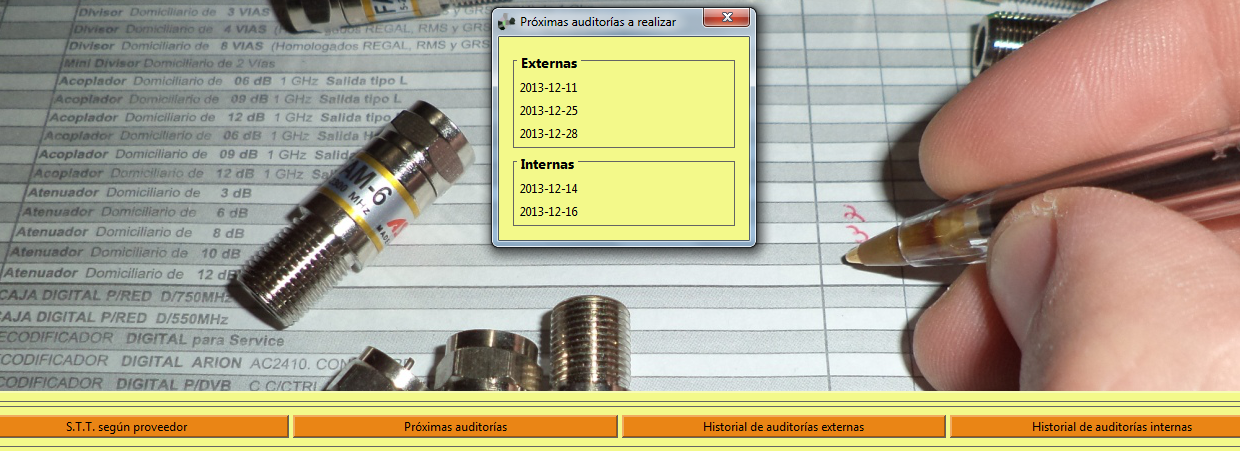 Divisor Domiciliario de 3 VIAS
Divisor Domiciliario de 4 VIAS
Divisor Domiciliario de 8 VIAS (Homologados REGAL, RMS y GRS
Mini Divisor Domiciliario de 2 Vías
Acoplador Domiciliario de 06 dB 1 GHz Salida tipo L
Acoplador Domiciliario de 09 dB 1 GHz Salida tipo L
Acoplador Domiciliario de 12 dB 1 GHz Salida tipo
Acoplador Domiciliario de 06 dB 1 GHz Salida
Acoplador Domiciliario de 09 dB 1 GHz
Acoplador Domiciliario de 12 dB 1 GHz
Atenuador Domiciliario de 3 dB
Atenuador Domiciliario de 6 dB
Atenuador Domiciliario de 8 dB
Atenuador Domiciliario de 10 dB
Atenuador Domiciliario de 12 dB
CAJA DIGITAL P/RED D/750MHz
CAJA DIGITAL P/RED D/550MHz
ECODIFICADOR DIGITAL para Service
ECODIFICADOR DIGITAL ARION AC2410.
ECODIFICADOR DIGITAL P/DVB C C/CTRL
AM-6
MHz
Próximas auditorías a realizar
Externas
2013-12-11
2013-12-25
2013-12-28
Internas
2013-12-14
2013-12-16
S.T.T. según proveedor
Próximas auditorías
Historial de auditorías externas
Historial de auditorías internas